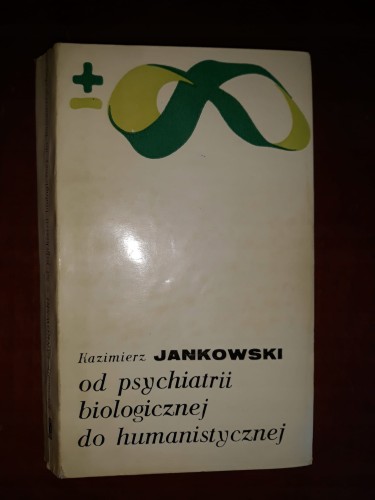 ±∞
Kazimierz JANKOWSKI
od psychiatrii
biologicznej
do humanistycznej